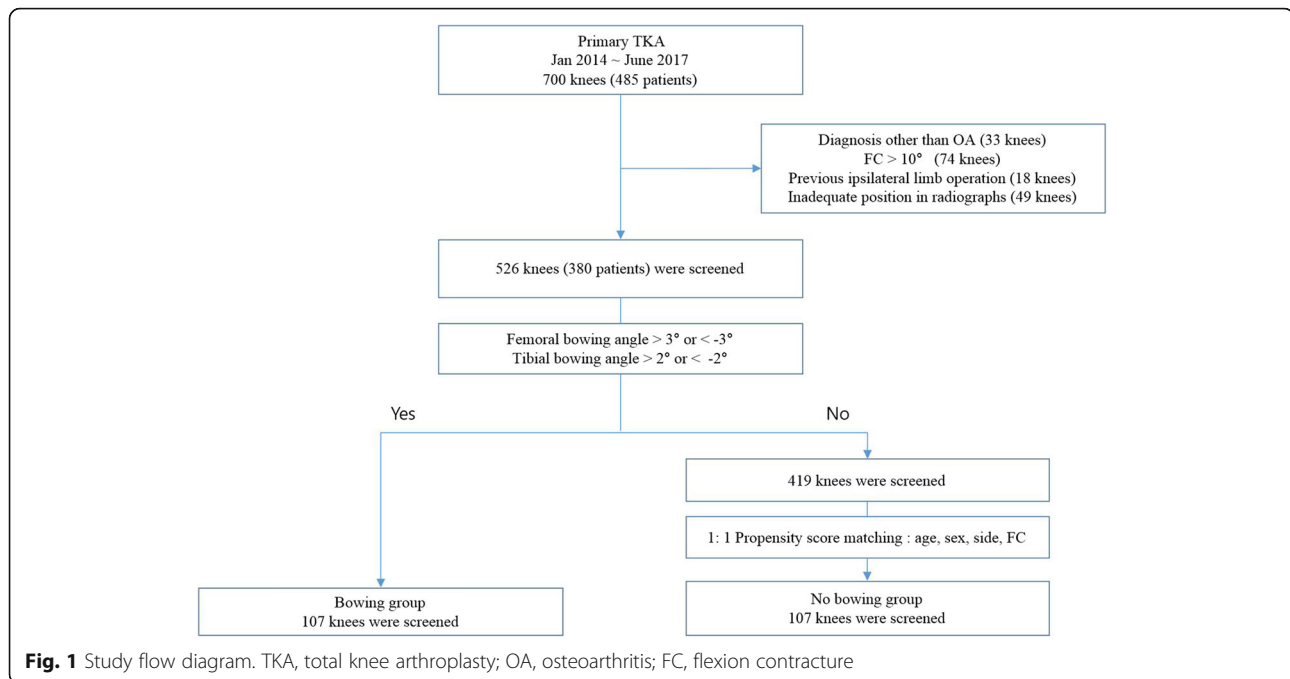 Primary TKA
Jan 2014 ~ June 2017
700 knees (485 patients)
Diagnosis other than OA (33 knees)
FC > 10° (74 knees)
Previous ipsilateral limb operation (18 knees)
Inadequate position in radiographs (49 knees)
526 knees (380 patients) were screened
Femoral bowing angle > 3° or < -3°
Tibial bowing angle > 2° or < -2°
Yes
No
419 knees were screened
1: 1 Propensity score matching : age, sex, side, FC
Bowing group
107 knees were screened
No bowing group
107 knees were screened
Fig. 1 Study flow diagram. TKA, total knee arthroplasty; OA, osteoarthritis; FC, flexion contracture